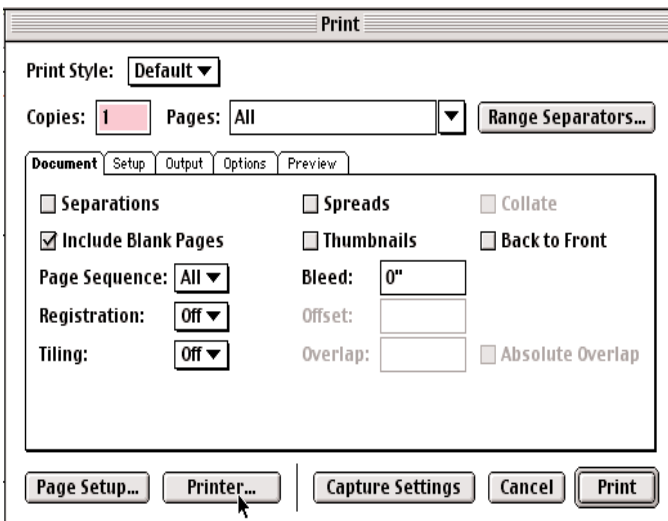 Print
Print Style: Default
Copies: 1 Pages: All Range Separators...
Document Setup Output Options Preview
Separations Spreads Collate
Include Blank Pages Thumbnails Back to Front
Page Sequence: All Bleed: 0"
Registration: Off Offset:
Tiling: Off Overlap: Absolute Overlap
Page Setup... Printer... Capture Settings Cancel Print